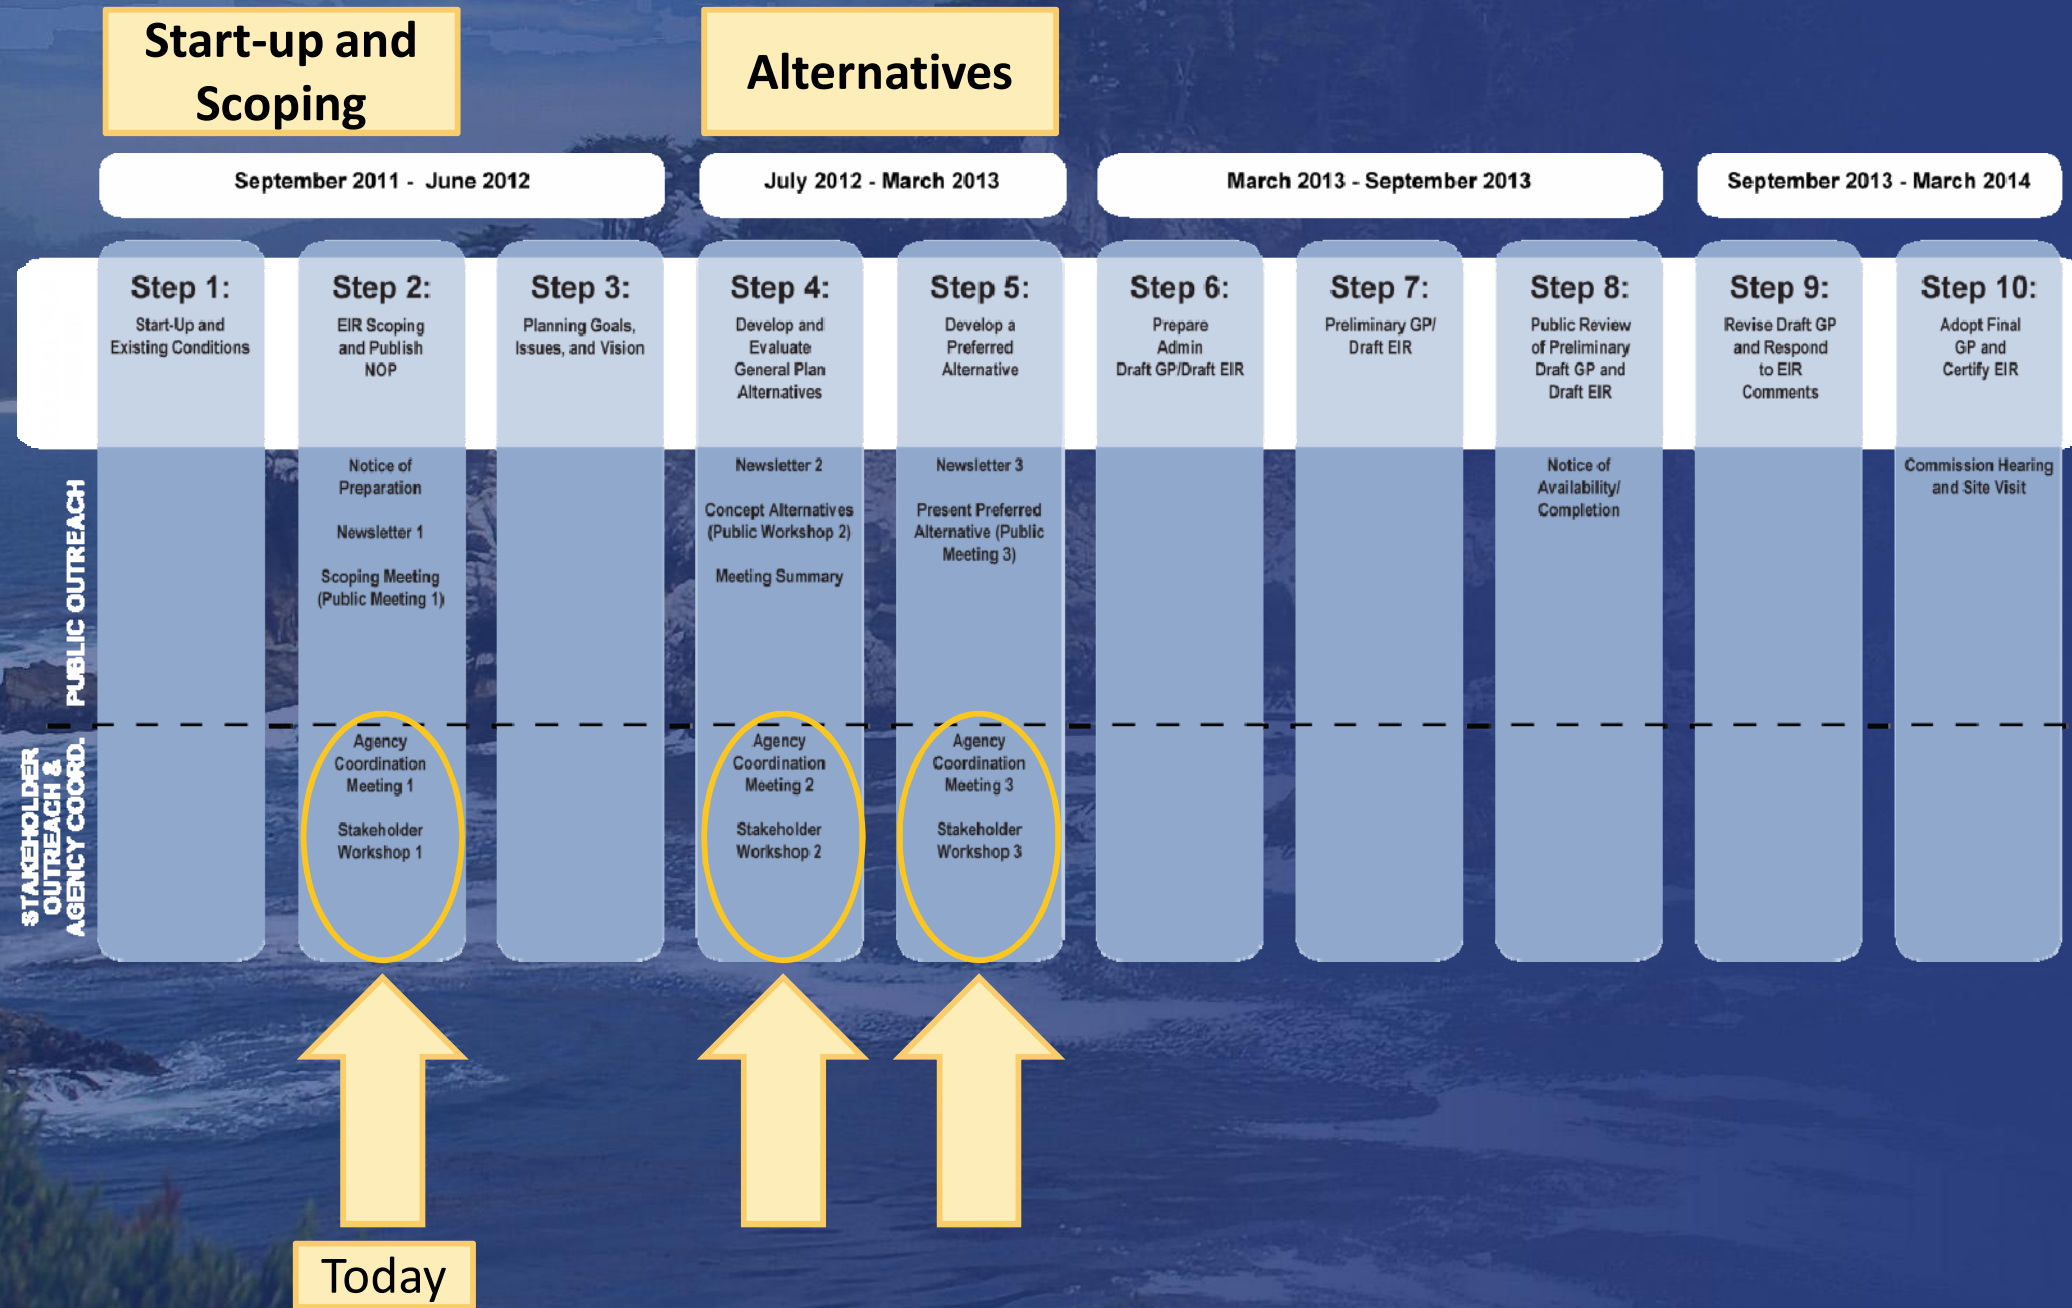 Start-up and
Scoping
Alternatives
September 2011 - June 2012
July 2012 - March 2013
March 2013 - September 2013
September 2013 - March 2014
Step 1:
Start-Up and
Existing Conditions
Step 2:
EIR Scoping
and Publish
NOP
Step 3:
Planning Goals,
Issues, and Vision
Step 4:
Develop and
Evaluate
General Plan
Alternatives
Step 5:
Develop a
Preferred
Alternative
Step 6:
Prepare
Admin
Draft GP/Draft EIR
Step 7:
Preliminary GP/
Draft EIR
Step 8:
Public Review
of Preliminary
Draft GP and
Draft EIR
Step 9:
Revise Draft GP
and Respond
to EIR
Comments
Step 10:
Adopt Final
GP and
Certify EIR
PUBLIC OUTREACH
Notice of
Preparation
Newsletter 1
Scoping Meeting
(Public Meeting 1)
Newsletter 2
Concept Alternatives
(Public Workshop 2)
Meeting Summary
Newsletter 3
Present Preferred
Alternative (Public
Meeting 3)
Notice of
Availability/
Completion
Commission Hearing
and Site Visit
STAKEHOLDER
OUTREACH &
AGENCY COORD.
Agency
Coordination
Meeting 1
Stakeholder
Workshop 1
Agency
Coordination
Meeting 2
Stakeholder
Workshop 2
Agency
Coordination
Meeting 3
Stakeholder
Workshop 3
Today